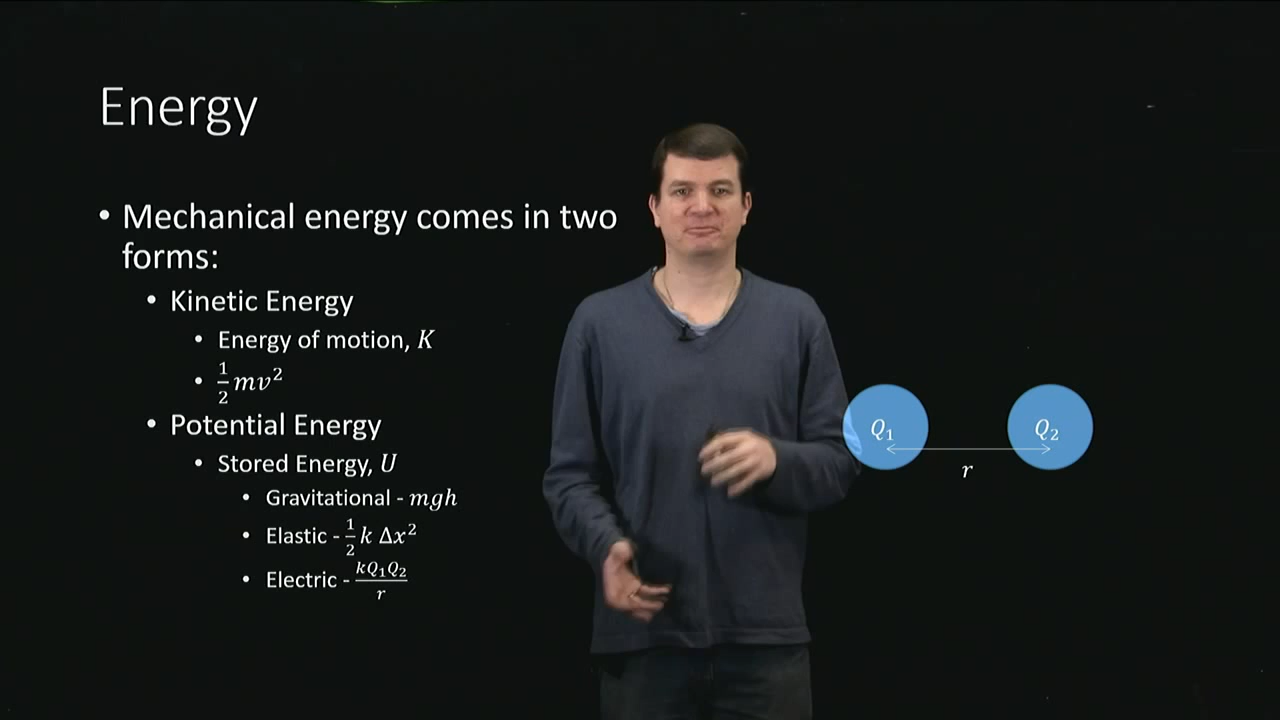 Energy
• Mechanical energy comes in two
forms:
• Kinetic Energy
• Energy of motion, K
• ½mv²
• Potential Energy
• Stored Energy, U
• Gravitational - mgh
• Elastic - ½k Δx²
• Electric - kQ₁Q₂/r
Q₁ Q₂
r